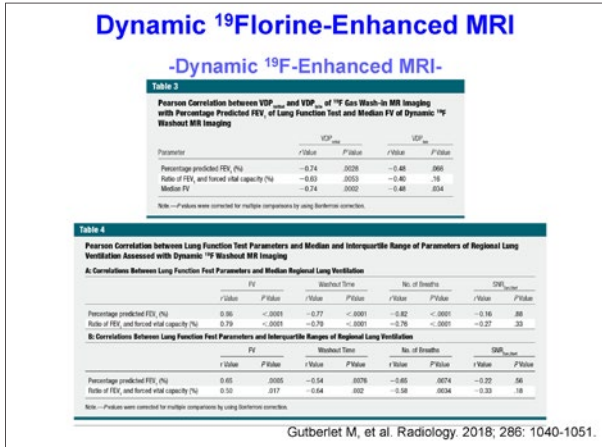 Dynamic 19Florine-Enhanced MRI
-Dynamic 19F-Enhanced MRI-
Table 3
Pearson Correlation between VDP and VDP of 19F Gas Wash-in MR Imaging
with Percentage Predicted FEV1 of Lung Function Test and Median FV of Dynamic 19F
Washout MR Imaging
VDP VDP
Parameter r Value P Value r Value P Value
Percentage predicted FEV1 (%) −0.74 .0028 −0.48 .066
Ratio of FEV1 and forced vital capacity (%) −0.63 .0053 −0.40 .16
Median FV −0.74 .0002 −0.48 .034
Note.—P values were corrected for multiple comparisons by using Bonferroni correction.
Table 4
Pearson Correlation between Lung Function Test Parameters and Median and Interquartile Range of Parameters of Regional Lung
Ventilation Assessed with Dynamic 19F Washout MR Imaging
A: Correlations Between Lung Function Test Parameters and Median Regional Lung Ventilation
FV Washout Time No. of Breaths SNR
r Value P Value r Value P Value r Value P Value r Value P Value
Percentage predicted FEV1 (%) 0.86 <.0001 −0.77 <.0001 −0.82 <.0001 −0.16 .88
Ratio of FEV1 and forced vital capacity (%) 0.79 <.0001 −0.70 <.0001 −0.76 <.0001 −0.27 .33
B: Correlations Between Lung Function Test Parameters and Interquartile Ranges of Regional Lung Ventilation
FV Washout Time No. of Breaths SNR
r Value P Value r Value P Value r Value P Value r Value P Value
Percentage predicted FEV1 (%) 0.65 .0005 −0.54 .0076 −0.65 .0074 −0.22 .56
Ratio of FEV1 and forced vital capacity (%) 0.50 .017 −0.64 .002 −0.58 .0034 −0.33 .18
Note.—P values were corrected for multiple comparisons by using Bonferroni correction.
Gutberlet M, et al. Radiology. 2018; 286: 1040-1051.